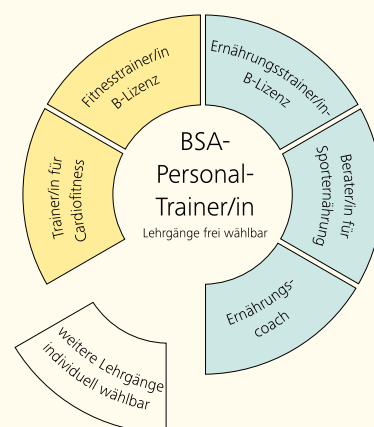 Fitnesstrainer/in
B-Lizenz
Ernährungsstrainer/in-
B-Lizenz
Trainer/in für
Cardiofitness
BSA-
Personal-
Trainer/in
Lehrgänge frei wählbar
Berater/in für
Sporternährung
Ernährungs-
coach
weitere Lehrgänge
individuell wählbar